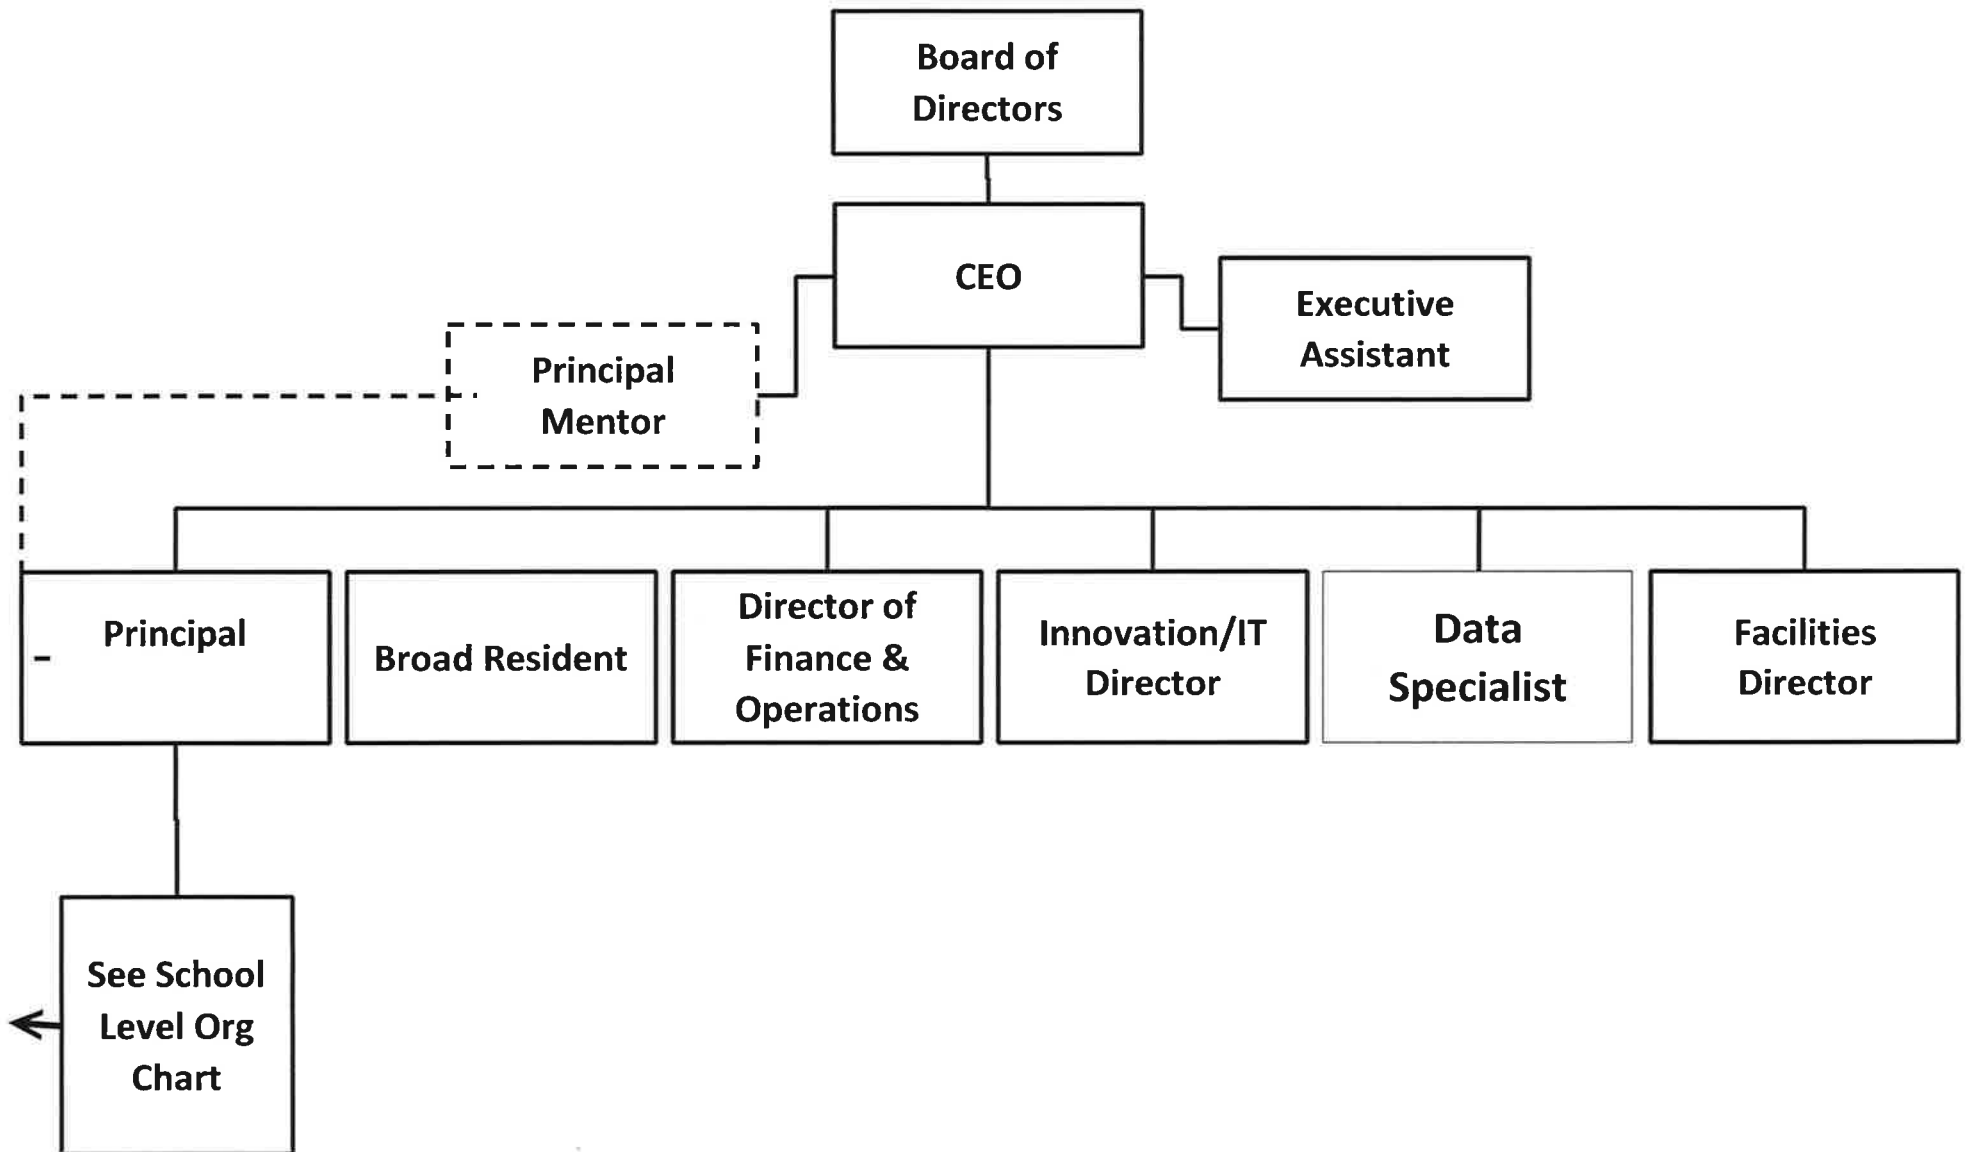 Board of
Directors
CEO
Executive
Assistant
Principal
Mentor
Principal
-
Broad Resident
Director of
Finance &
Operations
Innovation/IT
Director
Data
Specialist
Facilities
Director
See School
Level Org
Chart